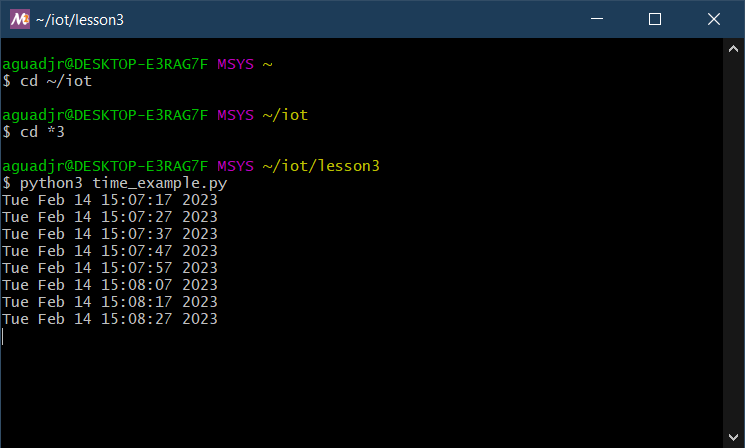 ~/iot/lesson3
aguadjr@DESKTOP-E3RAG7F MSYS ~
$ cd ~/iot
aguadjr@DESKTOP-E3RAG7F MSYS ~/iot
$ cd *3
aguadjr@DESKTOP-E3RAG7F MSYS ~/iot/lesson3
$ python3 time_example.py
Tue Feb 14 15:07:17 2023
Tue Feb 14 15:07:27 2023
Tue Feb 14 15:07:37 2023
Tue Feb 14 15:07:47 2023
Tue Feb 14 15:07:57 2023
Tue Feb 14 15:08:07 2023
Tue Feb 14 15:08:17 2023
Tue Feb 14 15:08:27 2023